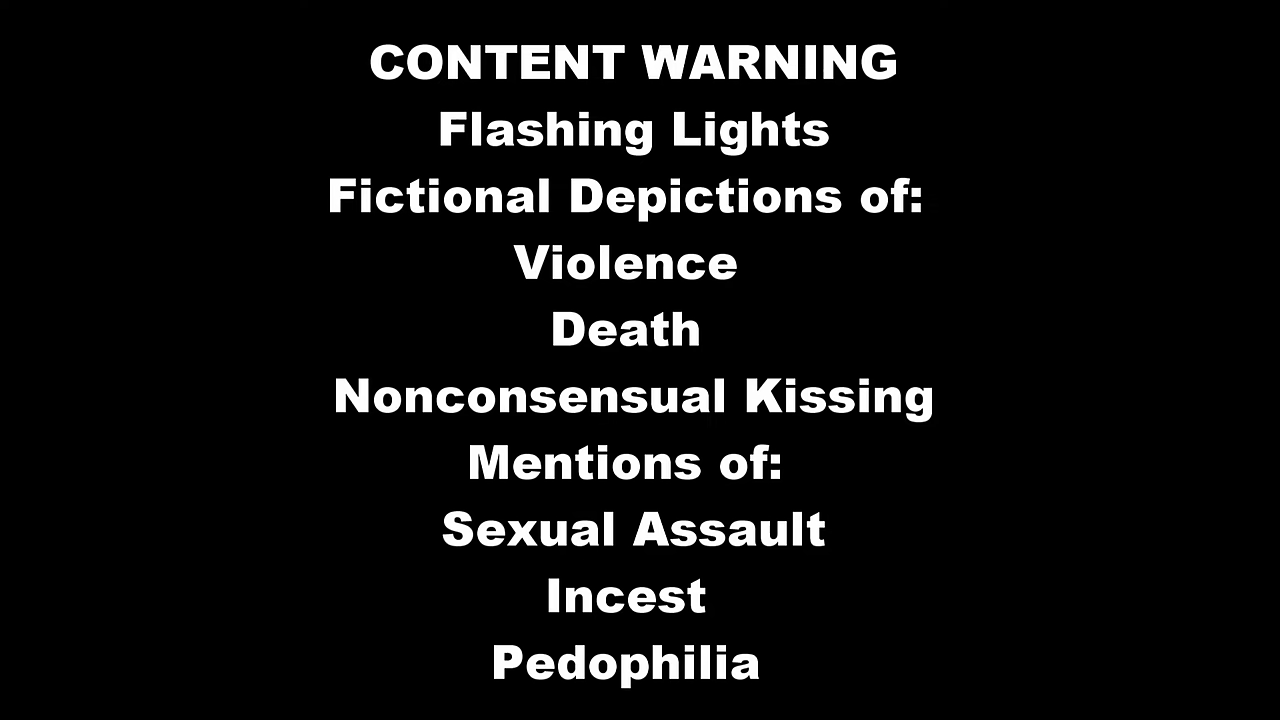 CONTENT WARNING
Flashing Lights
Fictional Depictions of:
Violence
Death
Nonconsensual Kissing
Mentions of:
Sexual Assault
Incest
Pedophilia